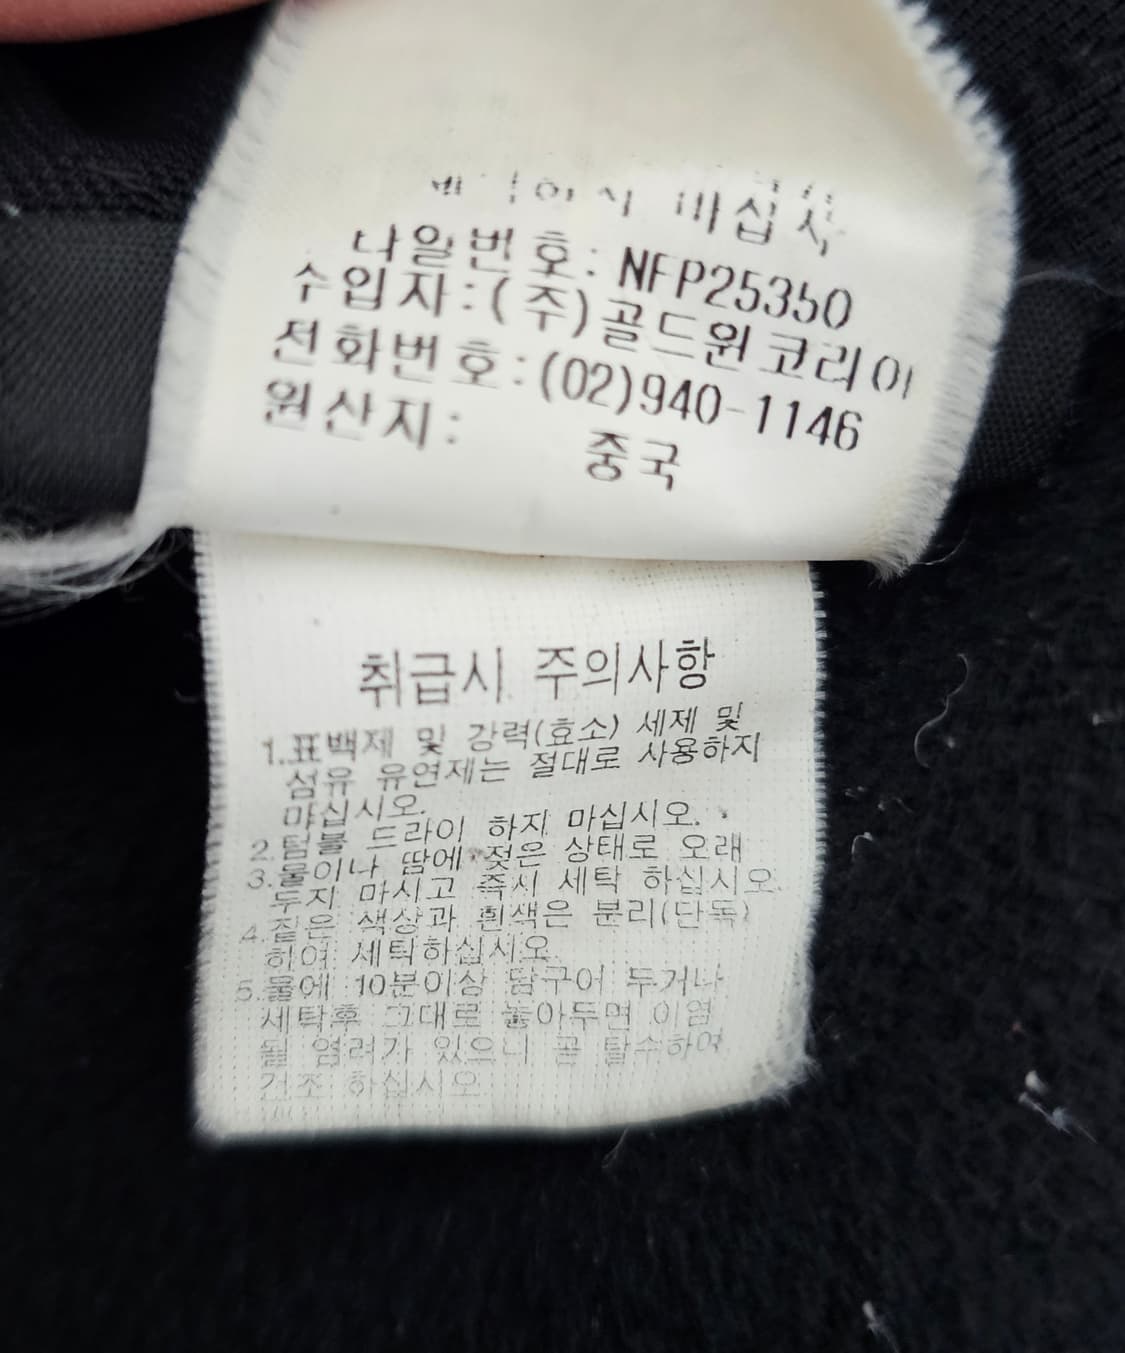 마십시
나일번호: NFP25350
수입자:(주)골드윈코리아
전화번호:(02)940-1146
원산지: 중국
취급시 주의사항
1.표백제 및 강력(효소) 세제 및
섬유 유연제는 절대로 사용하지
마십시오.
2.텀블 드라이 하지 마십시오.
3.물이나 땀에 젖은 상태로 오래
두지 마시고 즉시 세탁 하십시오.
4.짙은 색상과 흰색은 분리(단독)
하여 세탁하십시오.
5.물에 10분이상 담구어 두거나
세탁후 그대로 놓아두면 이염
될 염려가 있으니 곧 탈수하여
건조 하십시오